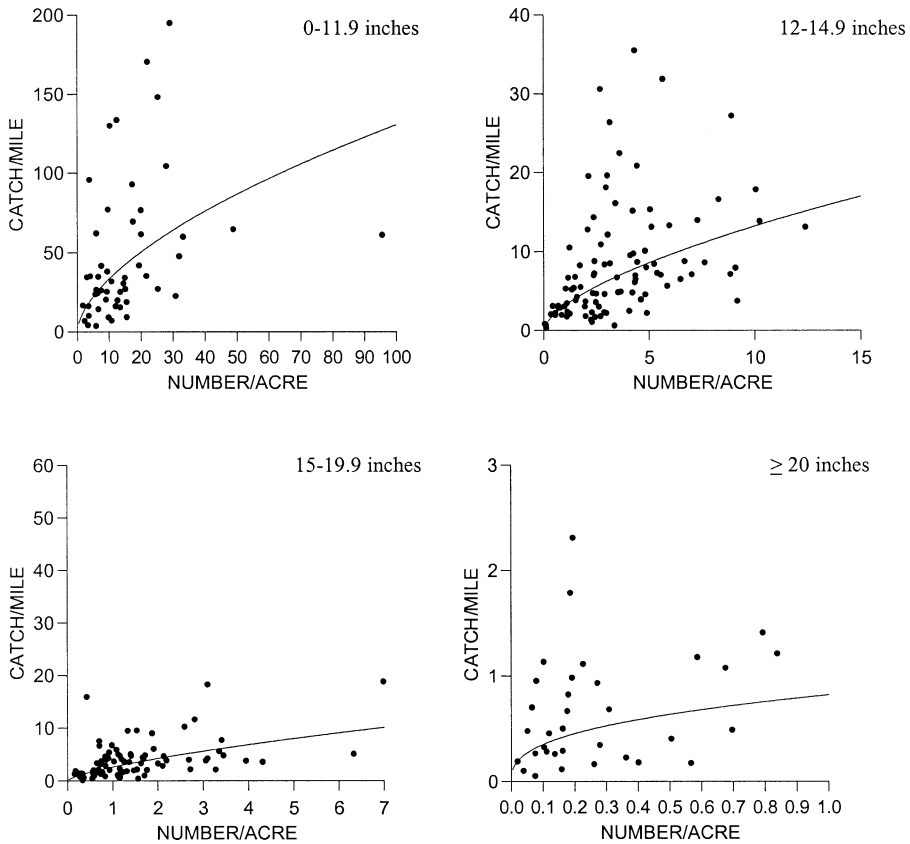 0-11.9 inches
200
150
100
50
0
CATCH/MILE
0 10 20 30 40 50 60 70 80 90 100
NUMBER/ACRE
12-14.9 inches
40
30
20
10
0
CATCH/MILE
0 5 10 15
NUMBER/ACRE
15-19.9 inches
60
50
40
30
20
10
0
CATCH/MILE
0 1 2 3 4 5 6 7
NUMBER/ACRE
≥ 20 inches
3
2
1
0
CATCH/MILE
0.0 0.1 0.2 0.3 0.4 0.5 0.6 0.7 0.8 0.9 1.0
NUMBER/ACRE